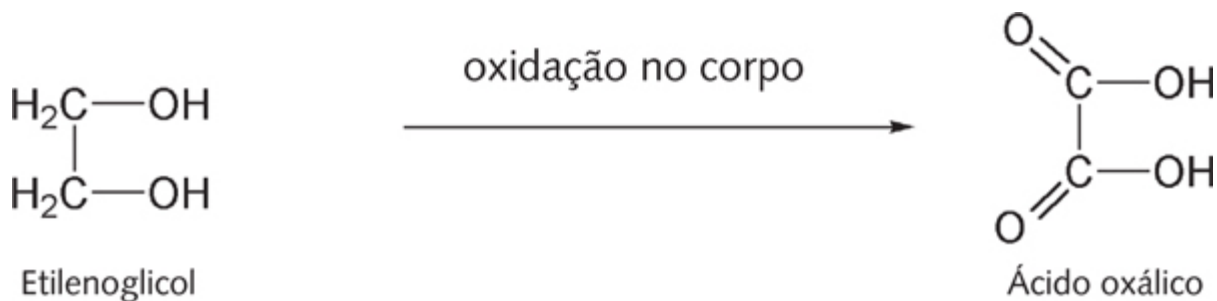 oxidação no corpo
H₂C—OH
H₂C—OH
Etilenoglicol
O
C—OH
C—OH
O
Ácido oxálico